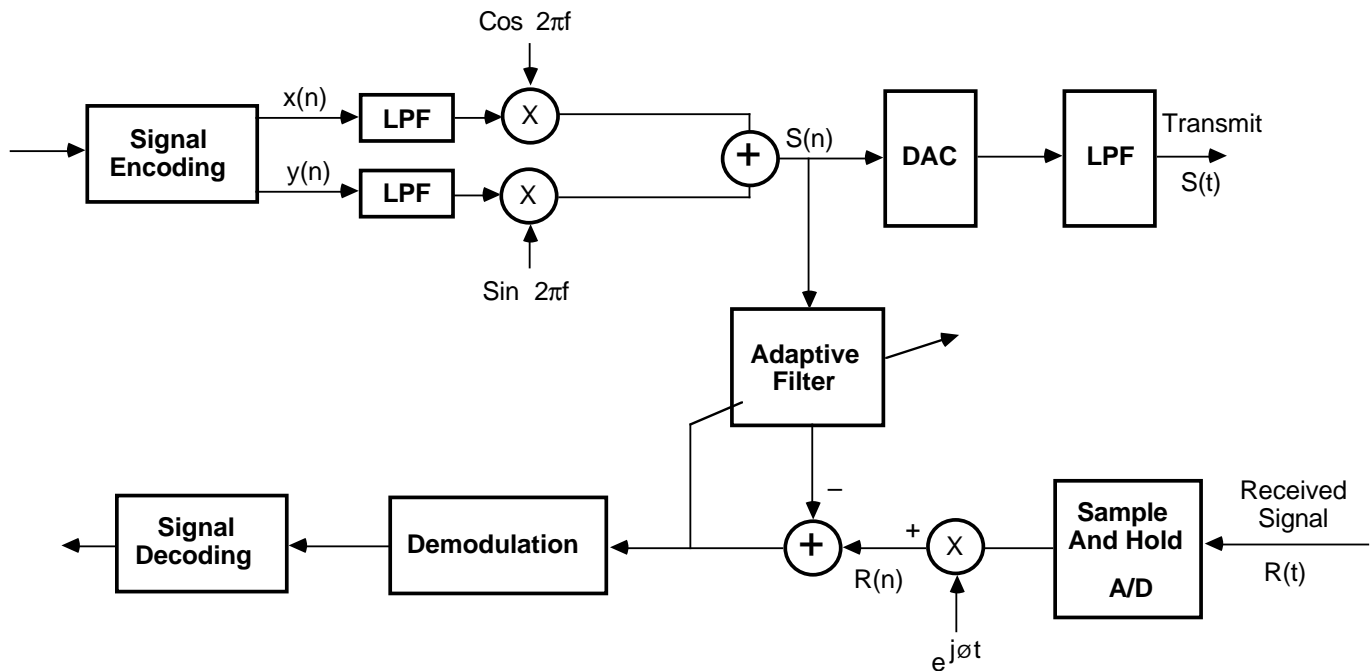 Cos 2πf
x(n)
LPF
X
Signal
Encoding
y(n)
LPF
X
Sin 2πf
+
S(n)
DAC
LPF
Transmit
S(t)
Adaptive
Filter
–
Signal
Decoding
Demodulation
+
+
R(n)
X
e^jøt
Sample
And Hold
A/D
Received
Signal
R(t)